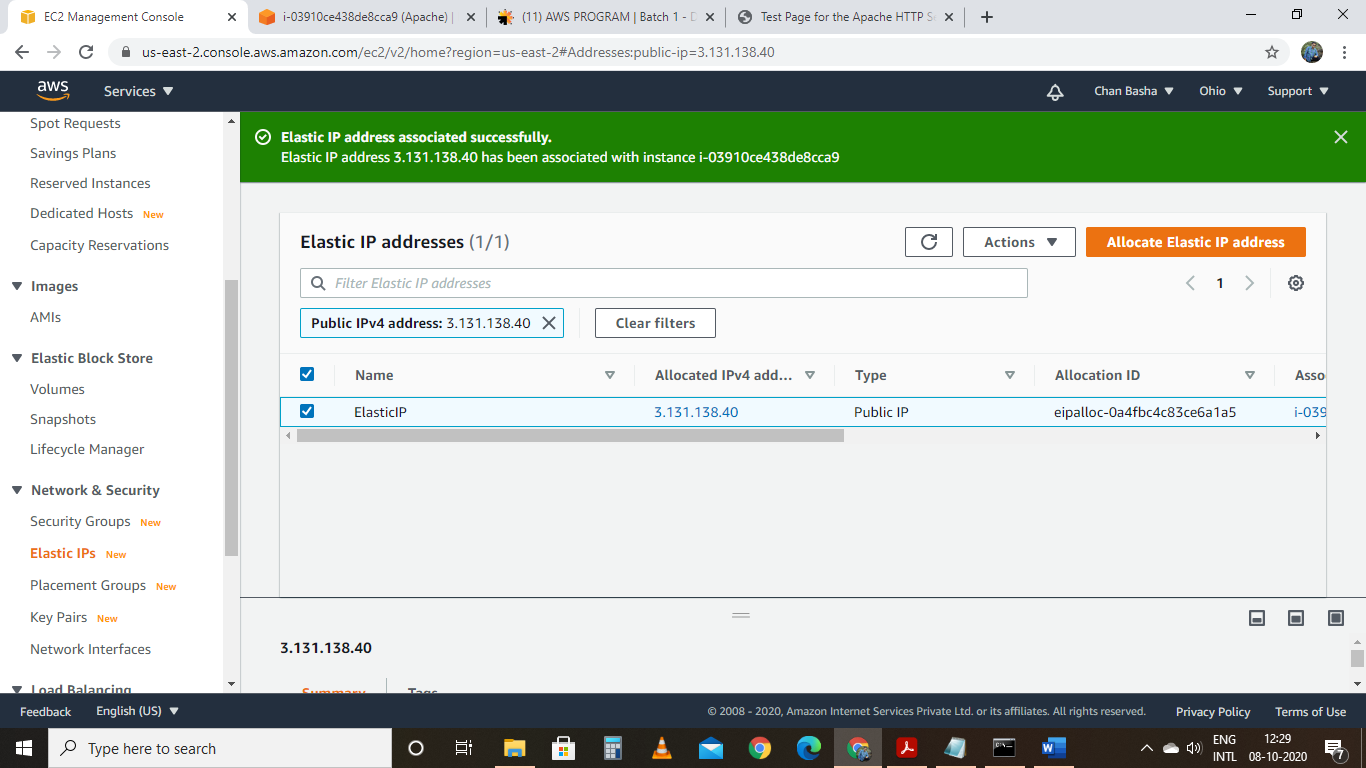 EC2 Management Console
i-03910ce438de8cca9 (Apache) |
(11) AWS PROGRAM | Batch 1 - D
Test Page for the Apache HTTP Se
us-east-2.console.aws.amazon.com/ec2/v2/home?region=us-east-2#Addresses:public-ip=3.131.138.40
aws
Services
Chan Basha
Ohio
Support
Spot Requests
Savings Plans
Reserved Instances
Dedicated Hosts New
Capacity Reservations
Images
AMIs
Elastic Block Store
Volumes
Snapshots
Lifecycle Manager
Network & Security
Security Groups New
Elastic IPs New
Placement Groups New
Key Pairs New
Network Interfaces
Load Balancing
Elastic IP address associated successfully.
Elastic IP address 3.131.138.40 has been associated with instance i-03910ce438de8cca9
Elastic IP addresses (1/1)
Actions
Allocate Elastic IP address
Filter Elastic IP addresses
1
Public IPv4 address: 3.131.138.40
Clear filters
Name Allocated IPv4 add... Type Allocation ID Asso
ElasticIP 3.131.138.40 Public IP eipalloc-0a4fbc4c83ce6a1a5 i-039
3.131.138.40
Summary Tags
Feedback English (US) © 2008 - 2020, Amazon Internet Services Private Ltd. or its affiliates. All rights reserved. Privacy Policy Terms of Use
Type here to search
ENG
INTL
12:29
08-10-2020
7